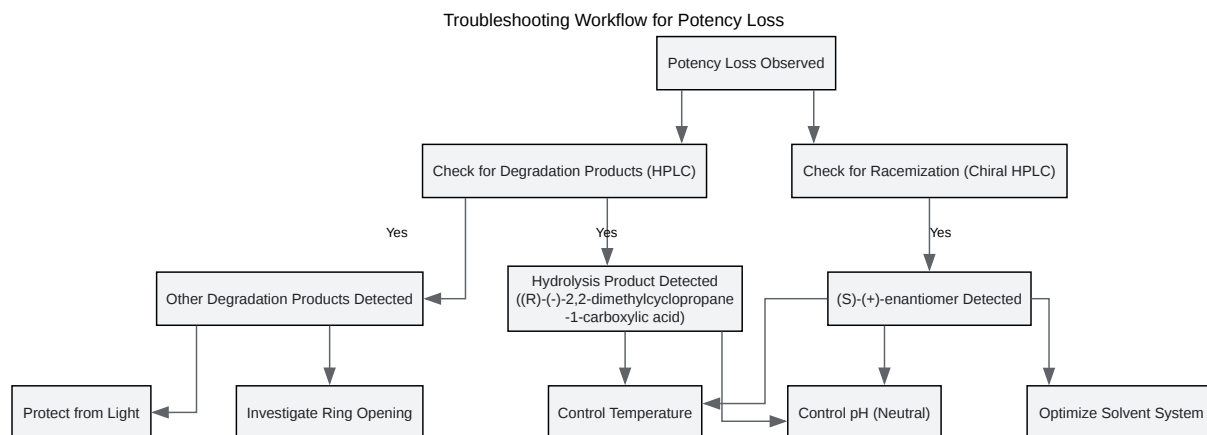 Troubleshooting Workflow for Potency Loss
Potency Loss Observed
Check for Degradation Products (HPLC)
Check for Racemization (Chiral HPLC)
Yes
Yes
Yes
Other Degradation Products Detected
Hydrolysis Product Detected
((R)-(-)-2,2-dimethylcyclopropane
-1-carboxylic acid)
(S)-(+)-enantiomer Detected
Protect from Light
Investigate Ring Opening
Control Temperature
Control pH (Neutral)
Optimize Solvent System